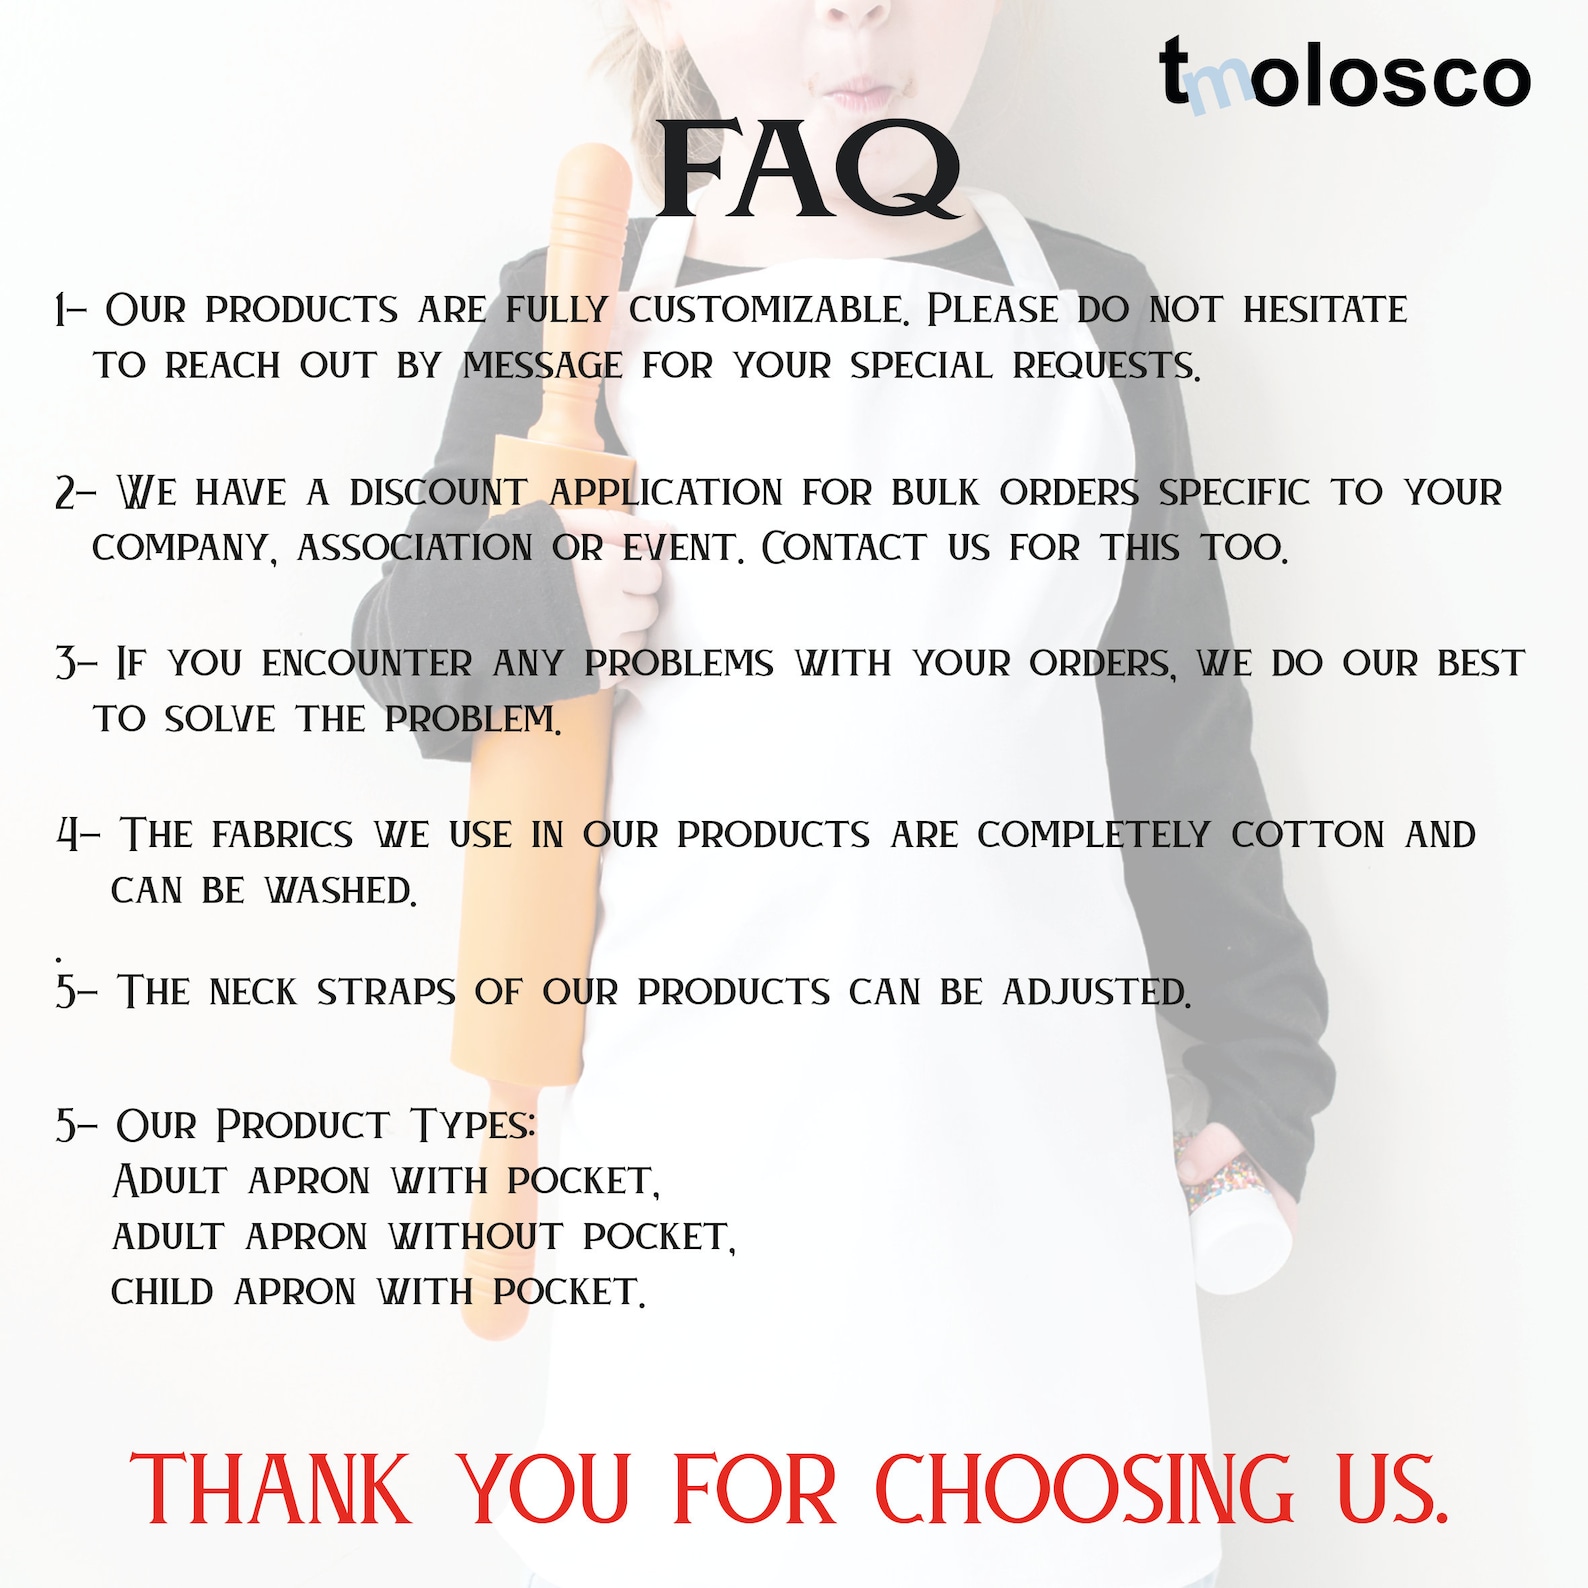 tmolosco
FAQ
1- Our products are fully customizable. Please do not hesitate
to reach out by message for your special requests.
2- We have a discount application for bulk orders specific to your
company, association or event. Contact us for this too.
3- If you encounter any problems with your orders, we do our best
to solve the problem.
4- The fabrics we use in our products are completely cotton and
can be washed.
.
5- The neck straps of our products can be adjusted.
5- Our Product Types:
Adult apron with pocket,
adult apron without pocket,
child apron with pocket.
THANK YOU FOR CHOOSING US.